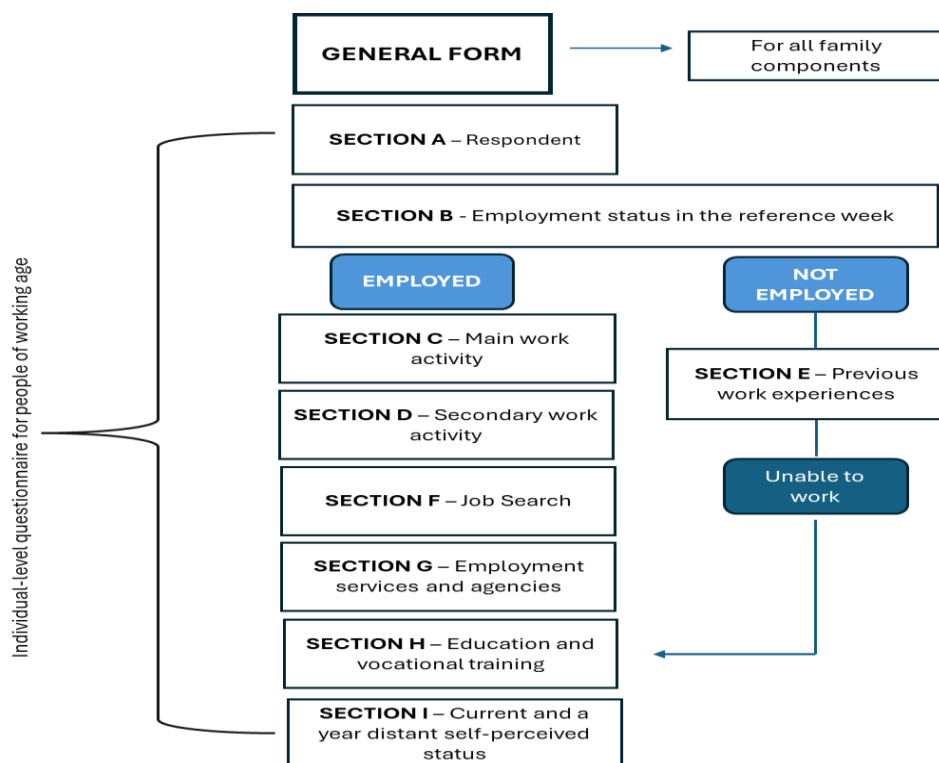 GENERAL FORM
For all family
components
SECTION A – Respondent
SECTION B - Employment status in the reference week
EMPLOYED
NOT
EMPLOYED
SECTION C – Main work
activity
SECTION E – Previous
work experiences
SECTION D – Secondary work
activity
Unable to
work
SECTION F – Job Search
SECTION G – Employment
services and agencies
SECTION H – Education and
vocational training
SECTION I – Current and a
year distant self-perceived
status
Individual-level questionnaire for people of working age